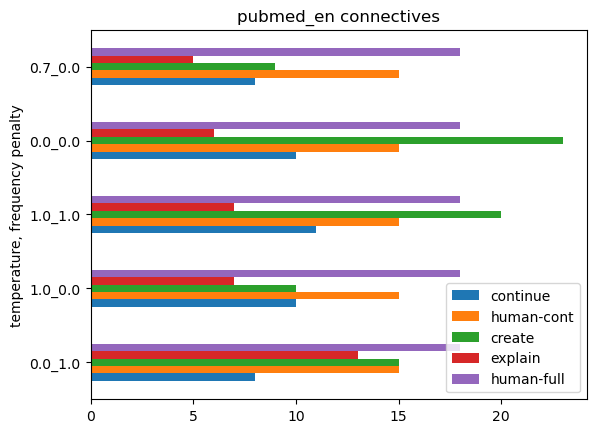 pubmed_en connectives
temperature, frequency penalty
0.7_0.0
0.0_0.0
1.0_1.0
1.0_0.0
0.0_1.0
continue
human-cont
create
explain
human-full
0 5 10 15 20